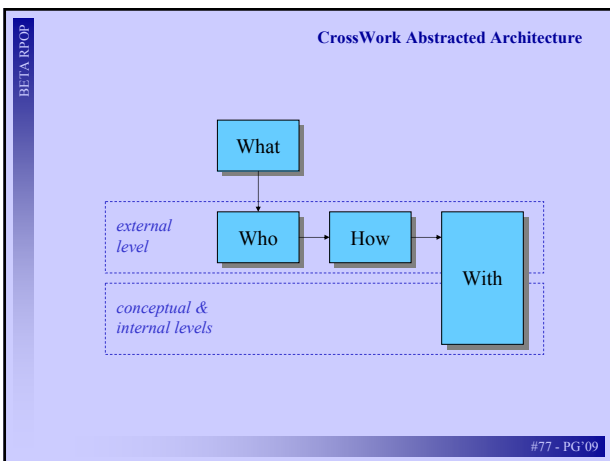 BETA RPOP
CrossWork Abstracted Architecture
What
external
level
Who
How
With
conceptual &
internal levels
#77 - PG'09